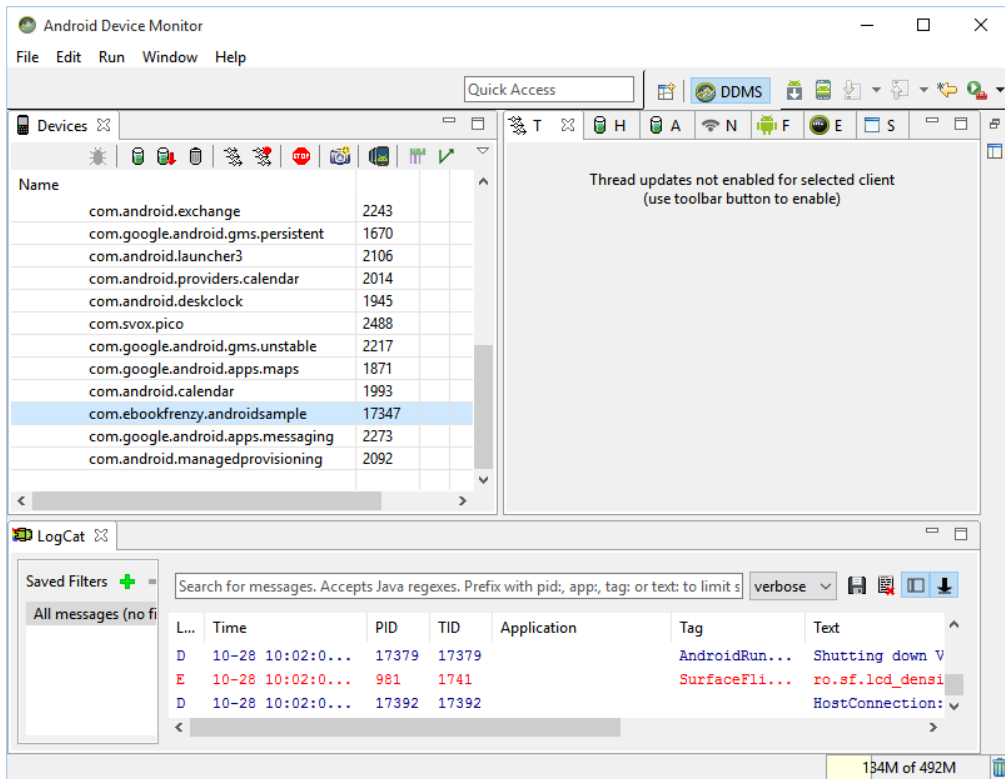 Android Device Monitor
File Edit Run Window Help
Quick Access
DDMS
Devices
T H A N F E S
STOP
Name
Thread updates not enabled for selected client
(use toolbar button to enable)
com.android.exchange 2243
com.google.android.gms.persistent 1670
com.android.launcher3 2106
com.android.providers.calendar 2014
com.android.deskclock 1945
com.svox.pico 2488
com.google.android.gms.unstable 2217
com.google.android.apps.maps 1871
com.android.calendar 1993
com.ebookfrenzy.androidsample 17347
com.google.android.apps.messaging 2273
com.android.managedprovisioning 2092
LogCat
Saved Filters
Search for messages. Accepts Java regexes. Prefix with pid:, app:, tag: or text: to limit s
verbose
All messages (no fi
L... Time PID TID Application Tag Text
D 10-28 10:02:0... 17379 17379 AndroidRun... Shutting down V
E 10-28 10:02:0... 981 1741 SurfaceFli... ro.sf.lcd_densi
D 10-28 10:02:0... 17392 17392 HostConnection:
134M of 492M